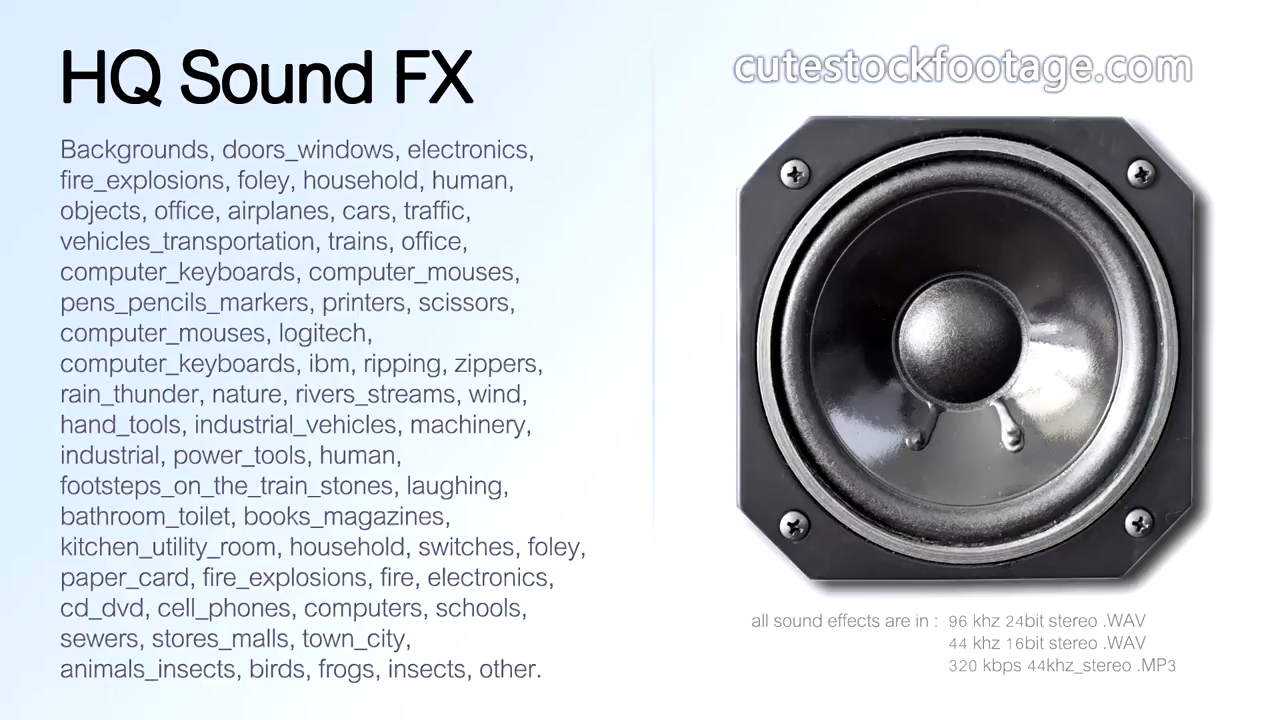 HQ Sound FX
Backgrounds, doors_windows, electronics,
fire_explosions, foley, household, human,
objects, office, airplanes, cars, traffic,
vehicles_transportation, trains, office,
computer_keyboards, computer_mouses,
pens_pencils_markers, printers, scissors,
computer_mouses, logitech,
computer_keyboards, ibm, ripping, zippers,
rain_thunder, nature, rivers_streams, wind,
hand_tools, industrial_vehicles, machinery,
industrial, power_tools, human,
footsteps_on_the_train_stones, laughing,
bathroom_toilet, books_magazines,
kitchen_utility_room, household, switches, foley,
paper_card, fire_explosions, fire, electronics,
cd_dvd, cell_phones, computers, schools,
sewers, stores_malls, town_city,
animals_insects, birds, frogs, insects, other.
cutestockfootage.com
all sound effects are in : 96 khz 24bit stereo .WAV
44 khz 16bit stereo .WAV
320 kbps 44khz_stereo .MP3